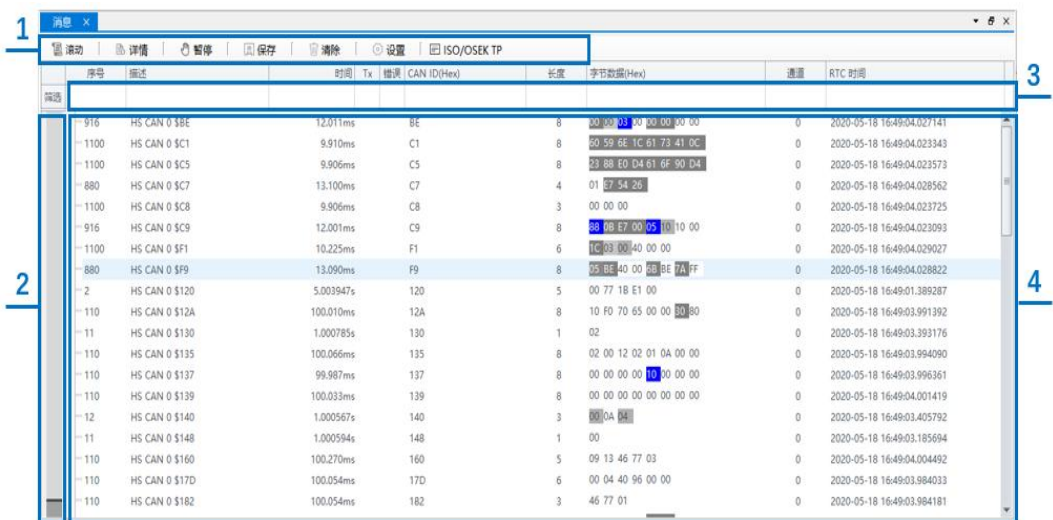 消息 ×
1
滚动 详情 暂停 保存 清除 设置 ISO/OSEK TP
序号 描述 时间 Tx 错误 CAN ID(Hex) 长度 字节数据(Hex) 通道 RTC 时间
3
筛选
916 HS CAN 0 $BE 12.011ms BE 8 00 00 03 00 00 00 00 00 0 2020-05-18 16:49:04.027141
1100 HS CAN 0 $C1 9.910ms C1 8 60 59 6E 1C 61 73 41 0C 0 2020-05-18 16:49:04.023343
1100 HS CAN 0 $C5 9.906ms C5 8 23 88 E0 D4 61 6F 90 D4 0 2020-05-18 16:49:04.023573
880 HS CAN 0 $C7 13.100ms C7 4 01 E7 54 26 0 2020-05-18 16:49:04.028562
1100 HS CAN 0 $C8 9.906ms C8 3 00 00 00 0 2020-05-18 16:49:04.023725
916 HS CAN 0 $C9 12.001ms C9 8 88 0B E7 00 05 10 10 00 0 2020-05-18 16:49:04.023093
1100 HS CAN 0 $F1 10.225ms F1 6 1C 03 00 40 00 00 0 2020-05-18 16:49:04.029027
880 HS CAN 0 $F9 13.090ms F9 8 05 BE 40 00 6B BE 7A FF 0 2020-05-18 16:49:04.028822
2
4
2 HS CAN 0 $120 5.003947s 120 5 00 77 1B E1 00 0 2020-05-18 16:49:01.389287
110 HS CAN 0 $12A 100.010ms 12A 8 10 F0 70 65 00 00 30 80 0 2020-05-18 16:49:03.991392
11 HS CAN 0 $130 1.000785s 130 1 02 0 2020-05-18 16:49:03.393176
110 HS CAN 0 $135 100.066ms 135 8 02 00 12 02 01 0A 00 00 0 2020-05-18 16:49:03.994090
110 HS CAN 0 $137 99.987ms 137 8 00 00 00 00 10 00 00 00 0 2020-05-18 16:49:03.996361
110 HS CAN 0 $139 100.033ms 139 8 00 00 00 00 00 00 00 00 0 2020-05-18 16:49:04.001419
12 HS CAN 0 $140 1.000567s 140 3 00 0A 04 0 2020-05-18 16:49:03.405792
11 HS CAN 0 $148 1.000594s 148 1 00 0 2020-05-18 16:49:03.185694
110 HS CAN 0 $160 100.270ms 160 5 09 13 46 77 03 0 2020-05-18 16:49:04.004492
110 HS CAN 0 $17D 100.054ms 17D 6 00 04 40 96 00 00 0 2020-05-18 16:49:03.984033
110 HS CAN 0 $182 100.054ms 182 3 46 77 01 0 2020-05-18 16:49:03.984181